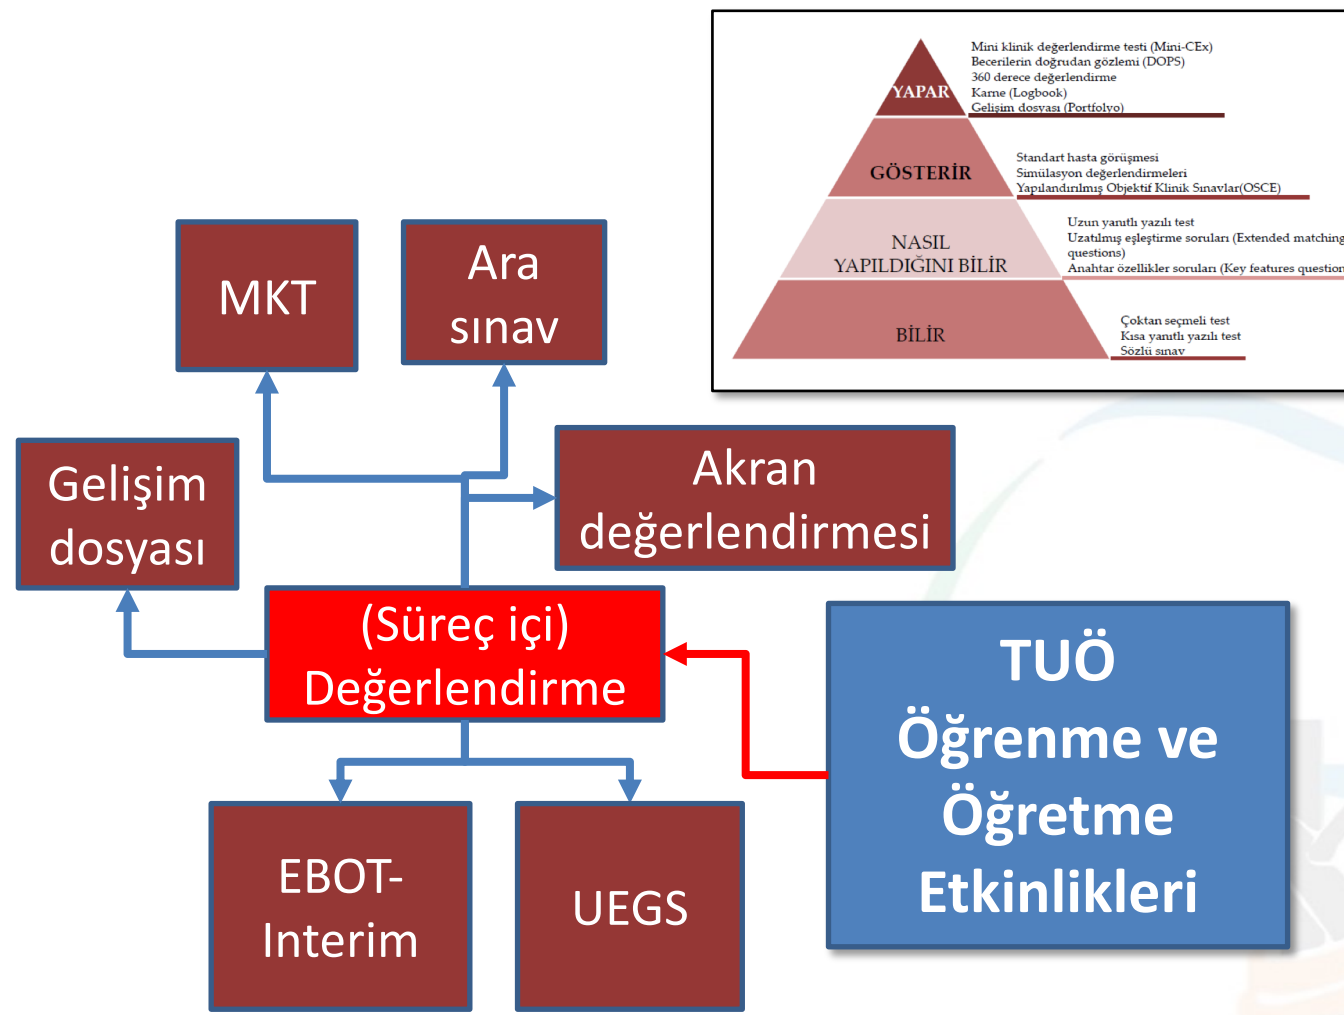 Mini klinik değerlendirme testi (Mini-CEx)
Becerilerin doğrudan gözlemi (DOPS)
360 derece değerlendirme
Karne (Logbook)
Gelişim dosyası (Portfolyo)
YAPAR
Standart hasta görüşmesi
Simülasyon değerlendirmeleri
Yapılandırılmış Objektif Klinik Sınavlar(OSCE)
GÖSTERİR
Uzun yanıtlı yazılı test
Uzatılmış eşleştirme soruları (Extended matching
questions)
Anahtar özellikler soruları (Key features question
NASIL
YAPILDIĞINI BİLİR
Çoktan seçmeli test
Kısa yanıtlı yazılı test
Sözlü sınav
BİLİR
MKT
Ara
sınav
Gelişim
dosyası
Akran
değerlendirmesi
(Süreç içi)
Değerlendirme
TUÖ
Öğrenme ve
Öğretme
Etkinlikleri
EBOT-
Interim
UEGS